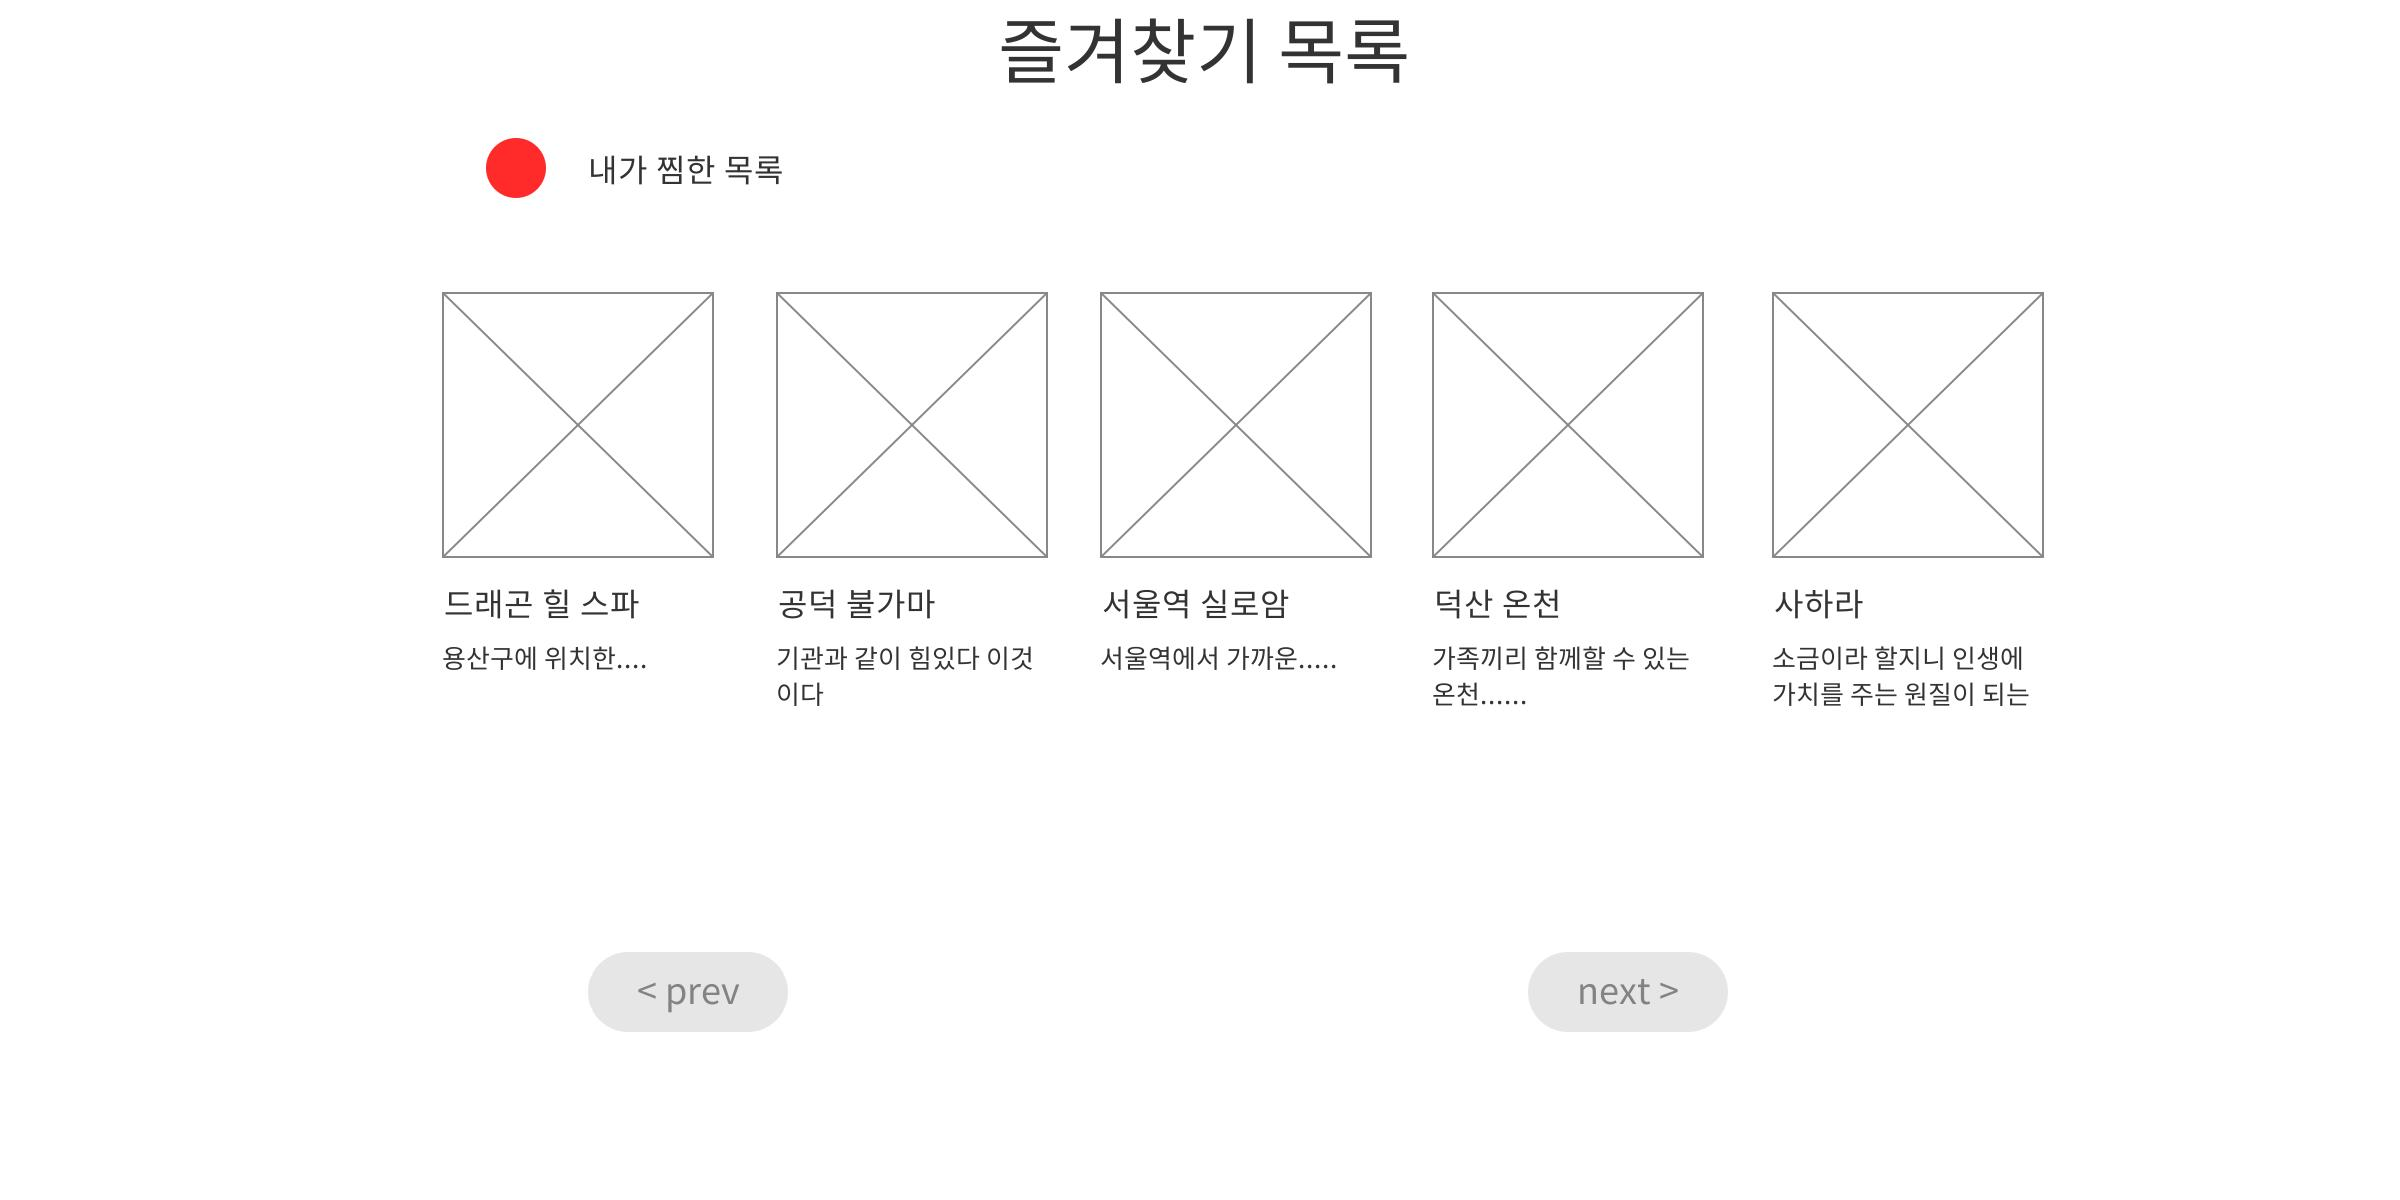 즐겨찾기 목록
내가 찜한 목록
드래곤 힐 스파
용산구에 위치한....
공덕 불가마
기관과 같이 힘있다 이것
이다
서울역 실로암
서울역에서 가까운.....
덕산 온천
가족끼리 함께할 수 있는
온천......
사하라
소금이라 할지니 인생에
가치를 주는 원질이 되는
< prev
next >